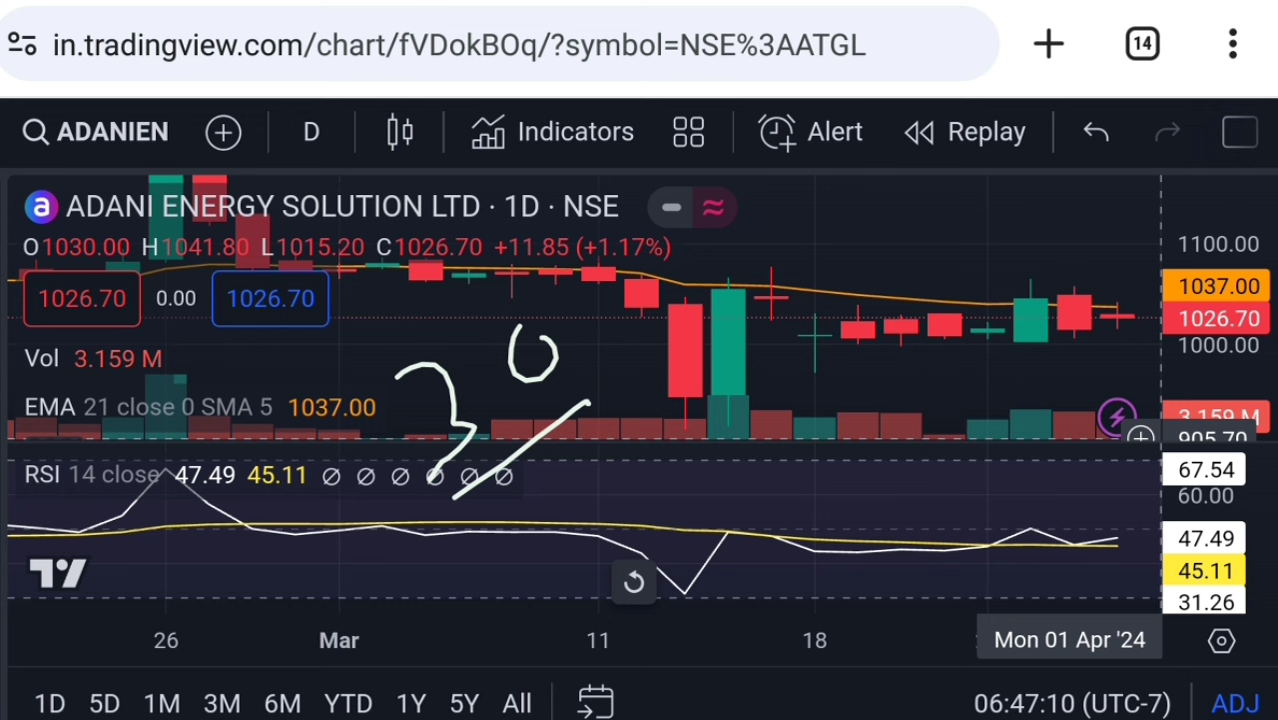 in.tradingview.com/chart/fVDokBOq/?symbol=NSE%3AATGL
14
ADANIEN
D
Indicators
Alert
Replay
a ADANI ENERGY SOLUTION LTD · 1D · NSE
O1030.00 H1041.80 L1015.20 C1026.70 +11.85 (+1.17%)
1026.70 0.00 1026.70
Vol 3.159 M
EMA 21 close 0 SMA 5 1037.00
30
RSI 14 close 47.49 45.11 ∅ ∅ ∅ ∅ ∅ ∅
1100.00
1037.00
1026.70
1000.00
3.159 M
905.70
67.54
60.00
47.49
45.11
31.26
26 Mar 11 18 Mon 01 Apr '24
1D 5D 1M 3M 6M YTD 1Y 5Y All 06:47:10 (UTC-7) ADJ